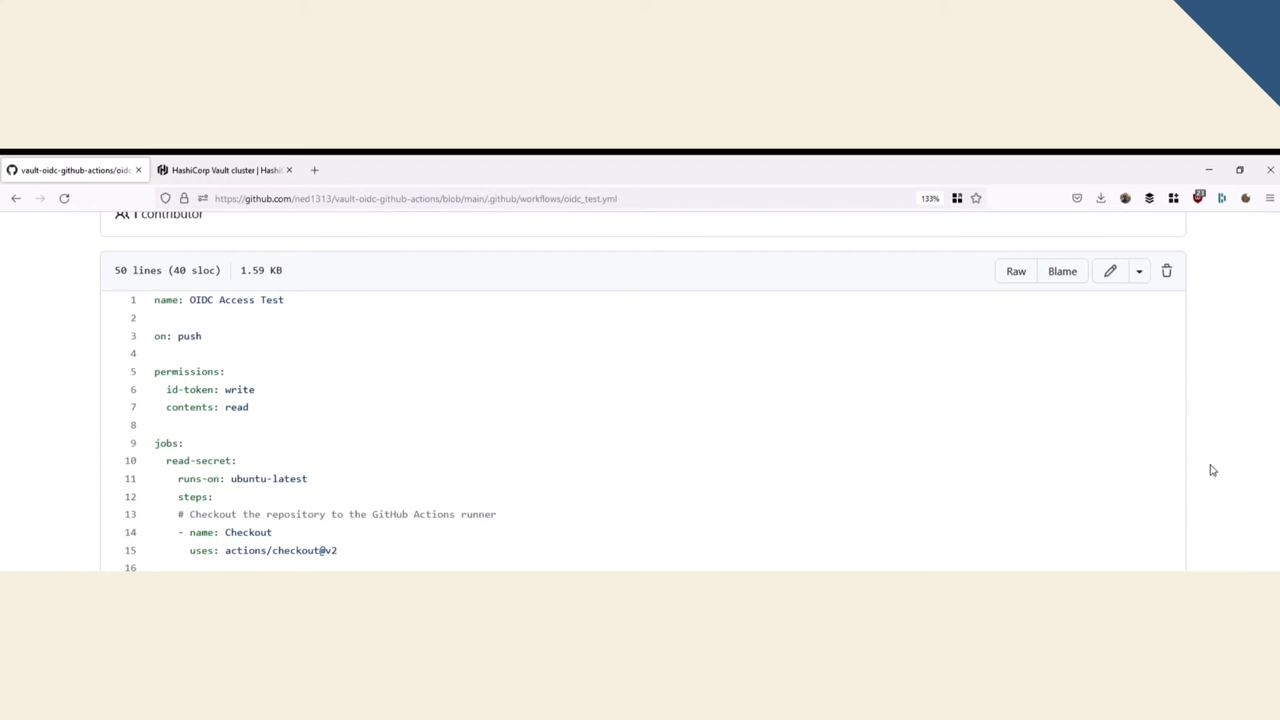 vault-oidc-github-actions/oidc
HashiCorp Vault cluster | Hashi
https://github.com/ned1313/vault-oidc-github-actions/blob/main/.github/workflows/oidc_test.yml
133%
23
1 contributor
50 lines (40 sloc) 1.59 KB
Raw
Blame
1 name: OIDC Access Test
2
3 on: push
4
5 permissions:
6 id-token: write
7 contents: read
8
9 jobs:
10 read-secret:
11 runs-on: ubuntu-latest
12 steps:
13 # Checkout the repository to the GitHub Actions runner
14 - name: Checkout
15 uses: actions/checkout@v2
16